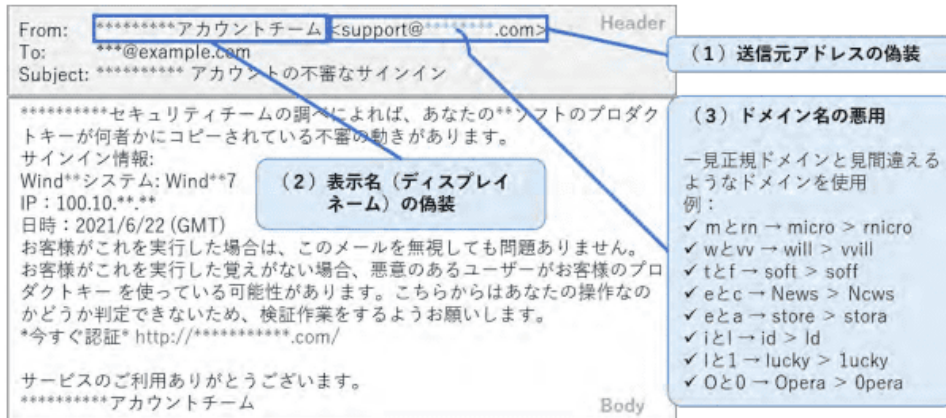 From: *********アカウントチーム <support@********.com>
Header
To: ***@example.com
Subject: ********** アカウントの不審なサインイン
(1)送信元アドレスの偽装
**********セキュリティチームの調べによれば、あなたの**ソフトのプロダク
トキーが何者かにコピーされている不審の動きがあります。
サインイン情報:
Wind**システム: Wind**7
IP:100.10.**.**
日時:2021/6/22 (GMT)
お客様がこれを実行した場合は、このメールを無視しても問題ありません。
お客様がこれを実行した覚えがない場合、悪意のあるユーザーがお客様のプロ
ダクトキー を使っている可能性があります。こちらからはあなたの操作なの
かどうか判定できないため、検証作業をするようお願いします。
*今すぐ認証* http://***********.com/
サービスのご利用ありがとうございます。
**********アカウントチーム
Body
(2)表示名(ディスプレイ
ネーム)の偽装
(3)ドメイン名の悪用
一見正規ドメインと見間違える
ようなドメインを使用
例:
✓ mとrn → micro > rnicro
✓ wとvv → will > vvill
✓ tとf → soft > soff
✓ eとc → News > Ncws
✓ eとa → store > stora
✓ iとl → id > ld
✓ lと1 → lucky > 1ucky
✓ Oと0 → Opera > 0pera